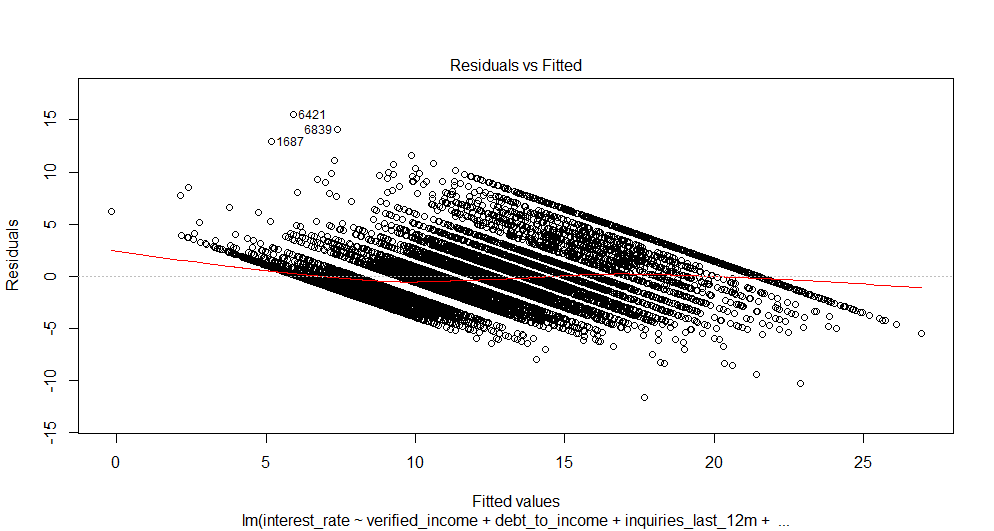 Residuals vs Fitted
15
10
5
0
-5
-10
-15
Residuals
6421
6839
1687
0 5 10 15 20 25
Fitted values
lm(interest_rate ~ verified_income + debt_to_income + inquiries_last_12m + ...